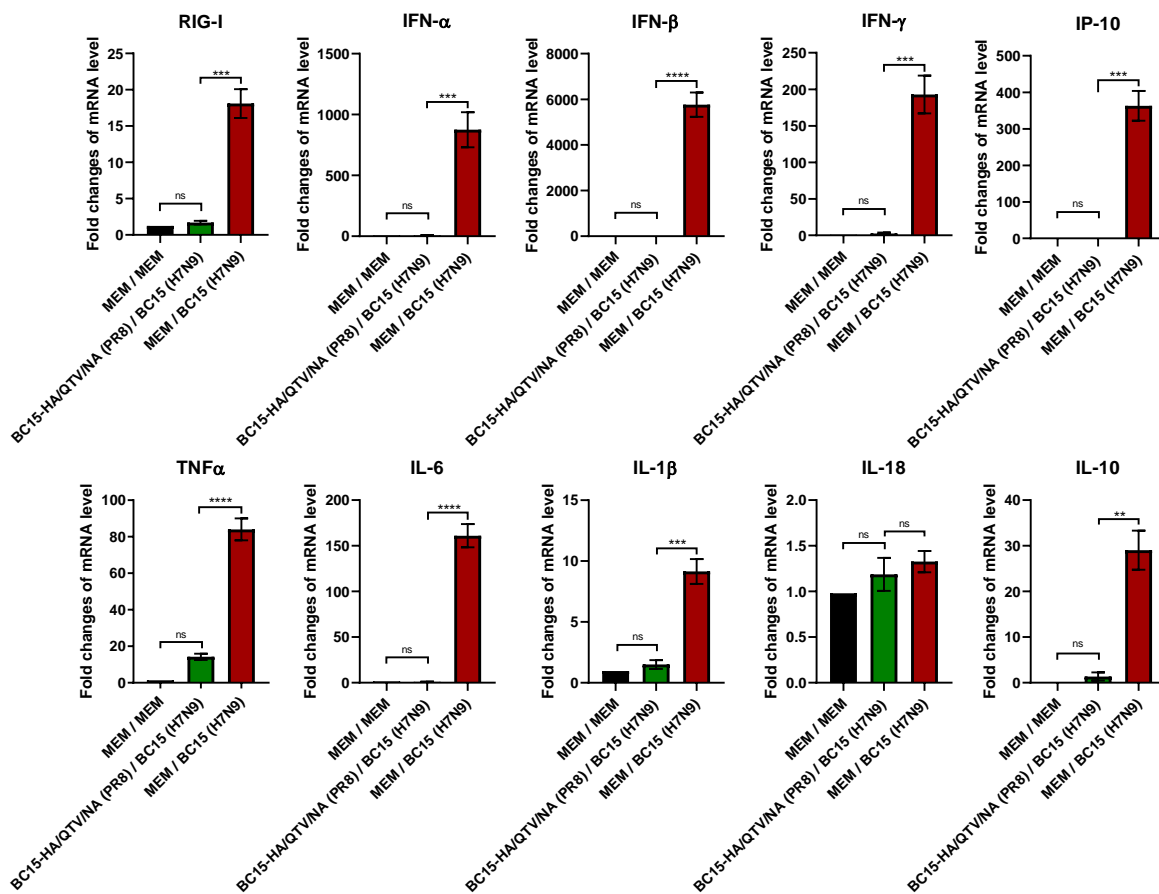 RIG-I
Fold changes of mRNA level
25
20
15
10
5
0
ns
***
MEM / MEM
BC15-HA/QTV/NA (PR8) / BC15 (H7N9)
MEM / BC15 (H7N9)
IFN-α
Fold changes of mRNA level
1500
1000
500
0
ns
***
MEM / MEM
BC15-HA/QTV/NA (PR8) / BC15 (H7N9)
MEM / BC15 (H7N9)
IFN-β
Fold changes of mRNA level
8000
6000
4000
2000
0
ns
****
MEM / MEM
BC15-HA/QTV/NA (PR8) / BC15 (H7N9)
MEM / BC15 (H7N9)
IFN-γ
Fold changes of mRNA level
250
200
150
100
50
0
ns
***
MEM / MEM
BC15-HA/QTV/NA (PR8) / BC15 (H7N9)
MEM / BC15 (H7N9)
IP-10
Fold changes of mRNA level
500
400
300
200
100
0
ns
***
MEM / MEM
BC15-HA/QTV/NA (PR8) / BC15 (H7N9)
MEM / BC15 (H7N9)
TNFα
Fold changes of mRNA level
100
80
60
40
20
0
ns
****
MEM / MEM
BC15-HA/QTV/NA (PR8) / BC15 (H7N9)
MEM / BC15 (H7N9)
IL-6
Fold changes of mRNA level
200
150
100
50
0
ns
****
MEM / MEM
BC15-HA/QTV/NA (PR8) / BC15 (H7N9)
MEM / BC15 (H7N9)
IL-1β
Fold changes of mRNA level
15
10
5
0
ns
***
MEM / MEM
BC15-HA/QTV/NA (PR8) / BC15 (H7N9)
MEM / BC15 (H7N9)
IL-18
Fold changes of mRNA level
2.0
1.5
1.0
0.5
0.0
ns
ns
MEM / MEM
BC15-HA/QTV/NA (PR8) / BC15 (H7N9)
MEM / BC15 (H7N9)
IL-10
Fold changes of mRNA level
40
30
20
10
0
ns
**
MEM / MEM
BC15-HA/QTV/NA (PR8) / BC15 (H7N9)
MEM / BC15 (H7N9)